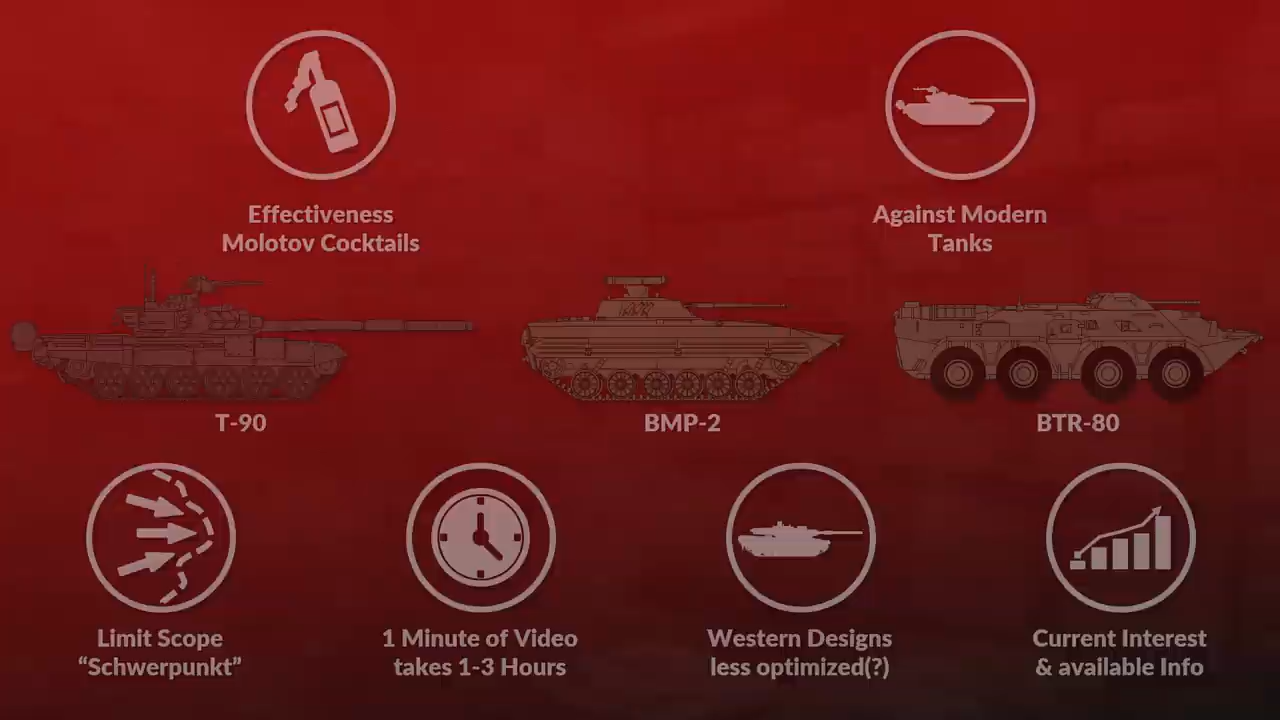 Effectiveness
Molotov Cocktails
Against Modern
Tanks
T-90
BMP-2
BTR-80
Limit Scope
“Schwerpunkt”
1 Minute of Video
takes 1-3 Hours
Western Designs
less optimized(?)
Current Interest
& available Info